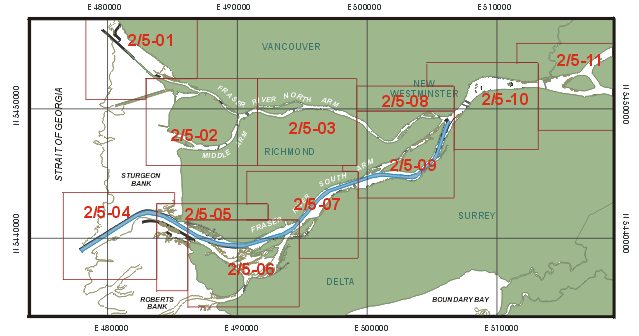 E 480000 E 490000 E 500000 E 510000
2/5-01
VANCOUVER
2/5-11
NEW
WESTMINSTER
2/5-08
2/5-10
FRASER RIVER NORTH ARM
N 5450000
N 5450000
STRAIT OF GEORGIA
2/5-02
2/5-03
MIDDLE ARM
RICHMOND
2/5-09
STURGEON
BANK
SOUTH ARM
2/5-04
2/5-05
2/5-07
FRASER
SURREY
N 5440000
N 5440000
2/5-06
DELTA
ROBERTS
BANK
BOUNDARY BAY
E 480000 E 490000 E 500000 E 510000